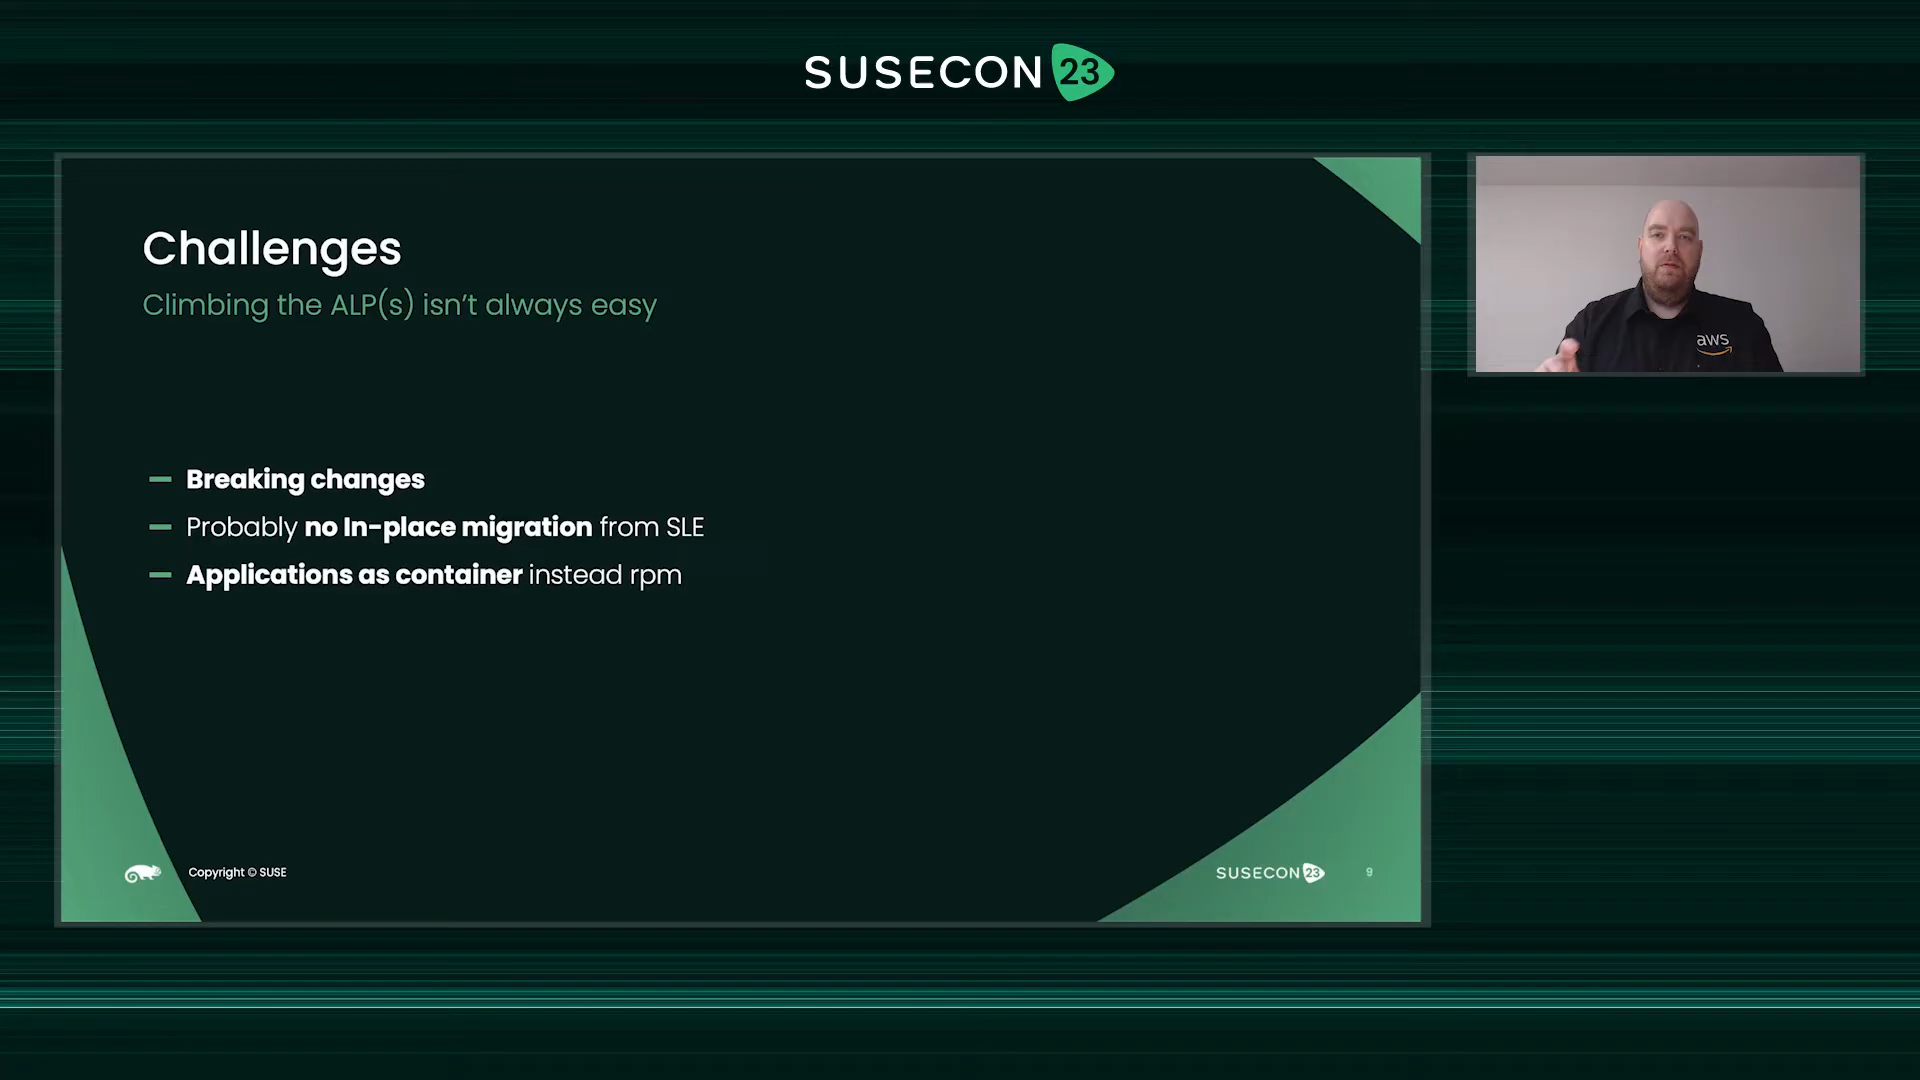 SUSECON 23
Challenges
Climbing the ALP(s) isn't always easy
Breaking changes
Probably no In-place migration from SLE
Applications as container instead rpm
aws
Copyright © SUSE
SUSECON 23
9